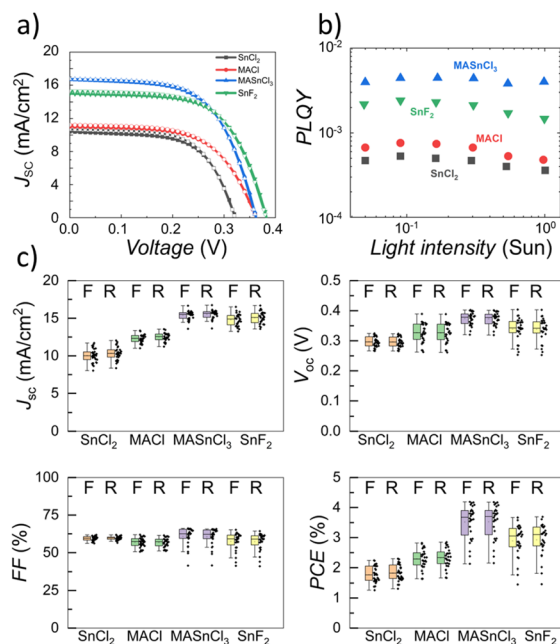 a)
20
16
12
8
4
0
J_sc (mA/cm²)
0.0 0.1 0.2 0.3 0.4
Voltage (V)
SnCl₂
MACl
MASnCl₃
SnF₂
b)
10⁻²
10⁻³
10⁻⁴
PLQY
MASnCl₃
SnF₂
MACl
SnCl₂
10⁻¹ 10⁰
Light intensity (Sun)
c)
20
15
10
5
0
J_sc (mA/cm²)
F R F R F R F R
SnCl₂ MACl MASnCl₃ SnF₂
0.5
0.4
0.3
0.2
0.1
0.0
V_oc (V)
F R F R F R F R
SnCl₂ MACl MASnCl₃ SnF₂
100
75
50
25
0
FF (%)
F R F R F R F R
SnCl₂ MACl MASnCl₃ SnF₂
5
4
3
2
1
0
PCE (%)
F R F R F R F R
SnCl₂ MACl MASnCl₃ SnF₂